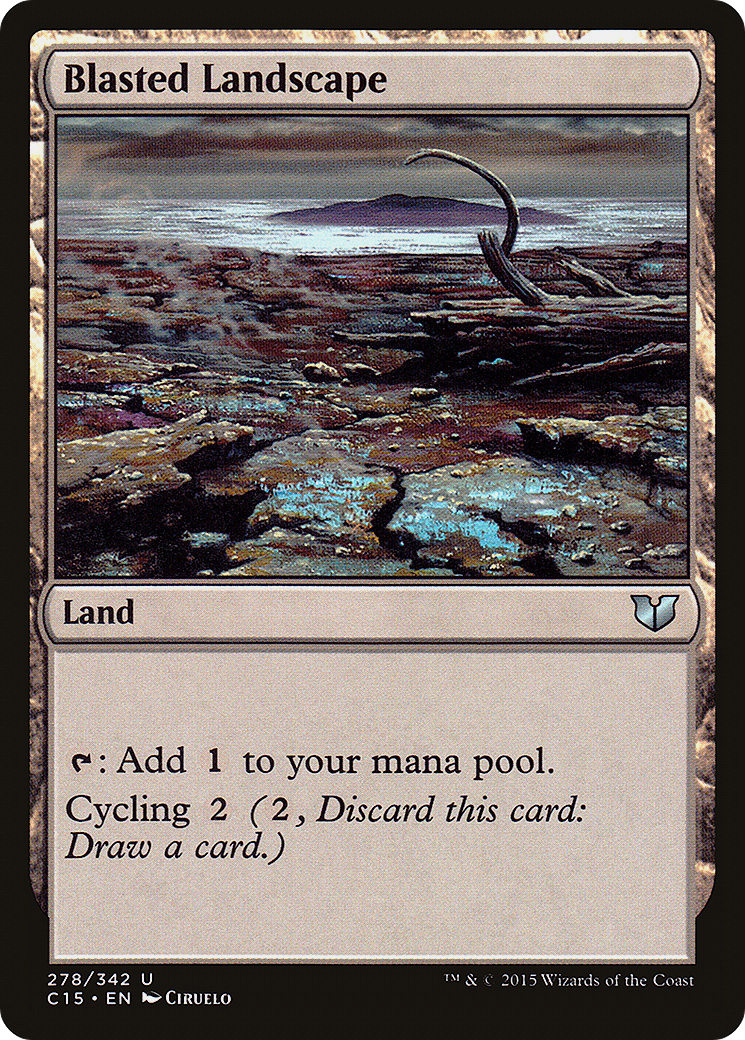 Blasted Landscape
Land
: Add 1 to your mana pool.
Cycling 2 (2, Discard this card:
Draw a card.)
278/342 U
C15 • EN CIRUELO
™ & © 2015 Wizards of the Coast